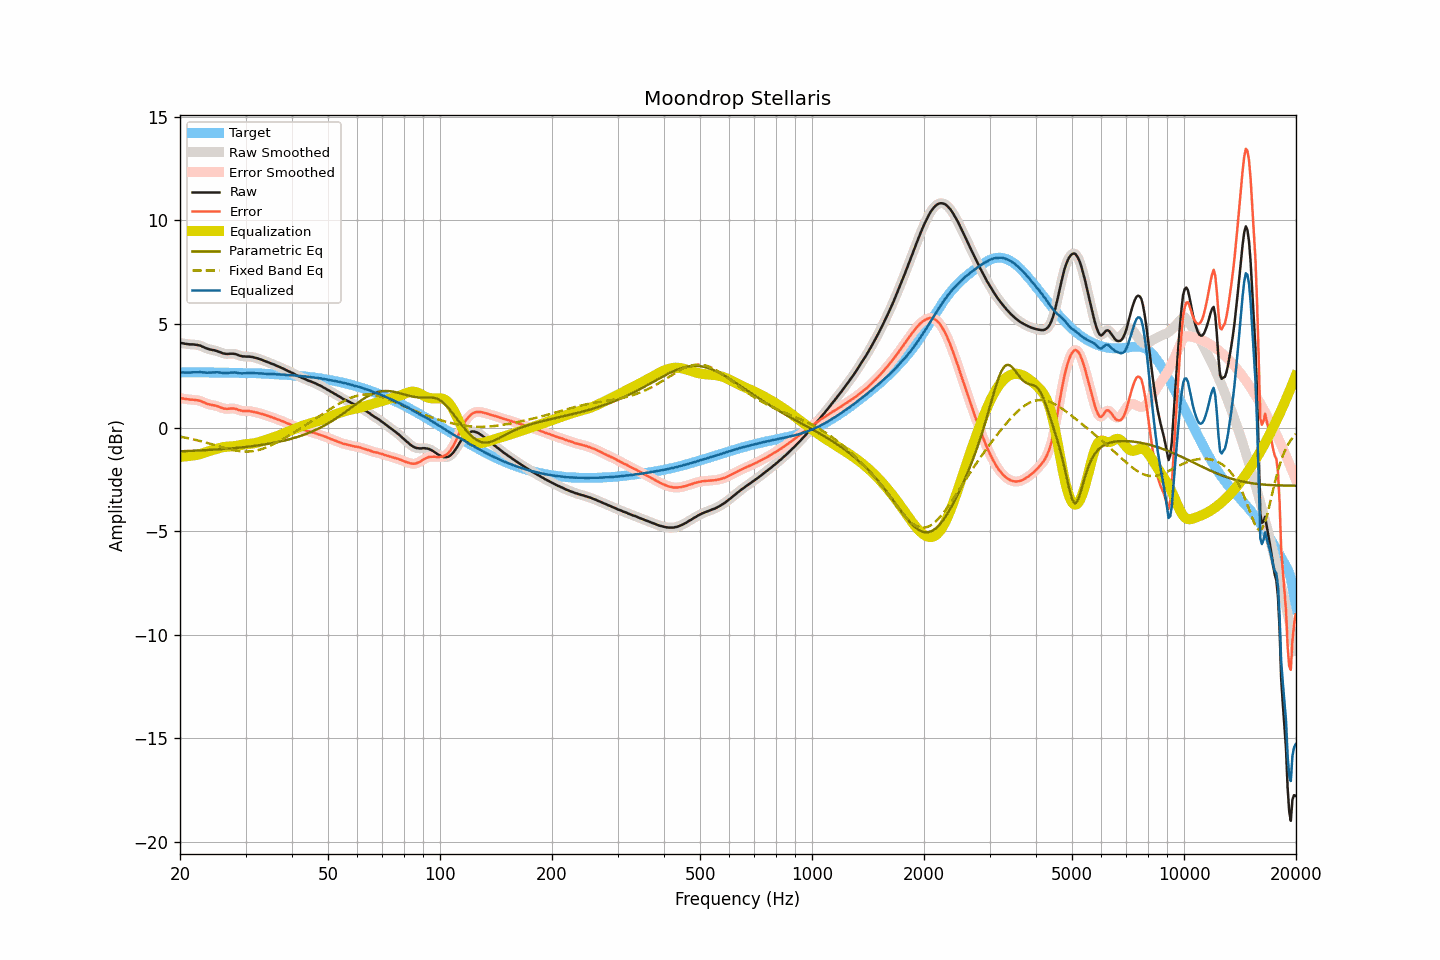 Moondrop Stellaris
15
10
5
0
−5
−10
−15
−20
Amplitude (dBr)
Target
Raw Smoothed
Error Smoothed
Raw
Error
Equalization
Parametric Eq
Fixed Band Eq
Equalized
20 50 100 200 500 1000 2000 5000 10000 20000
Frequency (Hz)